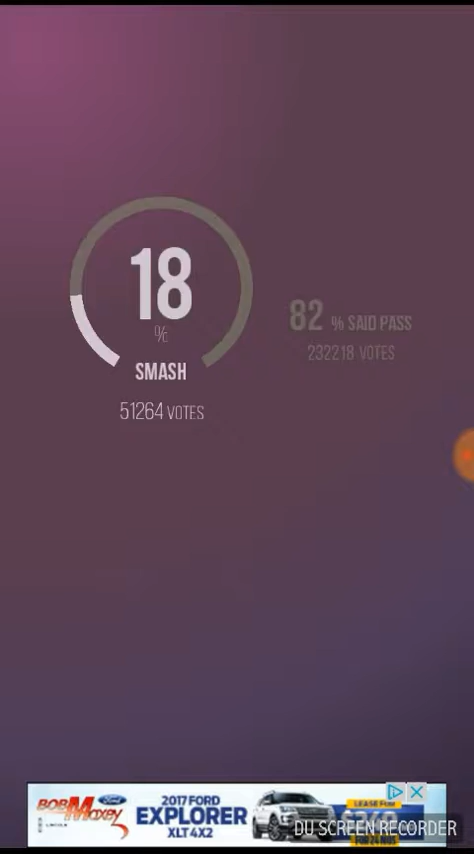 18
%
SMASH
51264 VOTES
82 % SAID PASS
232218 VOTES
BOB Maxey
Ford
LINCOLN
2017 FORD
EXPLORER
XLT 4X2
LEASE FOR
DU SCREEN RECORDER